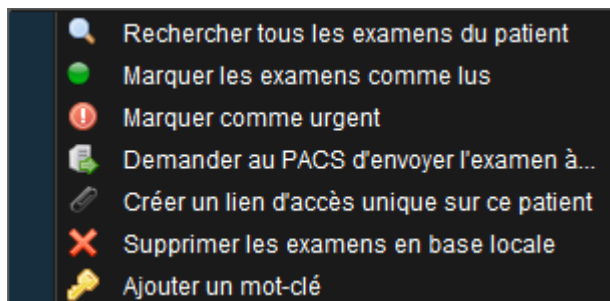 Rechercher tous les examens du patient
Marquer les examens comme lus
Marquer comme urgent
Demander au PACS d'envoyer l'examen à...
Créer un lien d'accès unique sur ce patient
Supprimer les examens en base locale
Ajouter un mot-clé